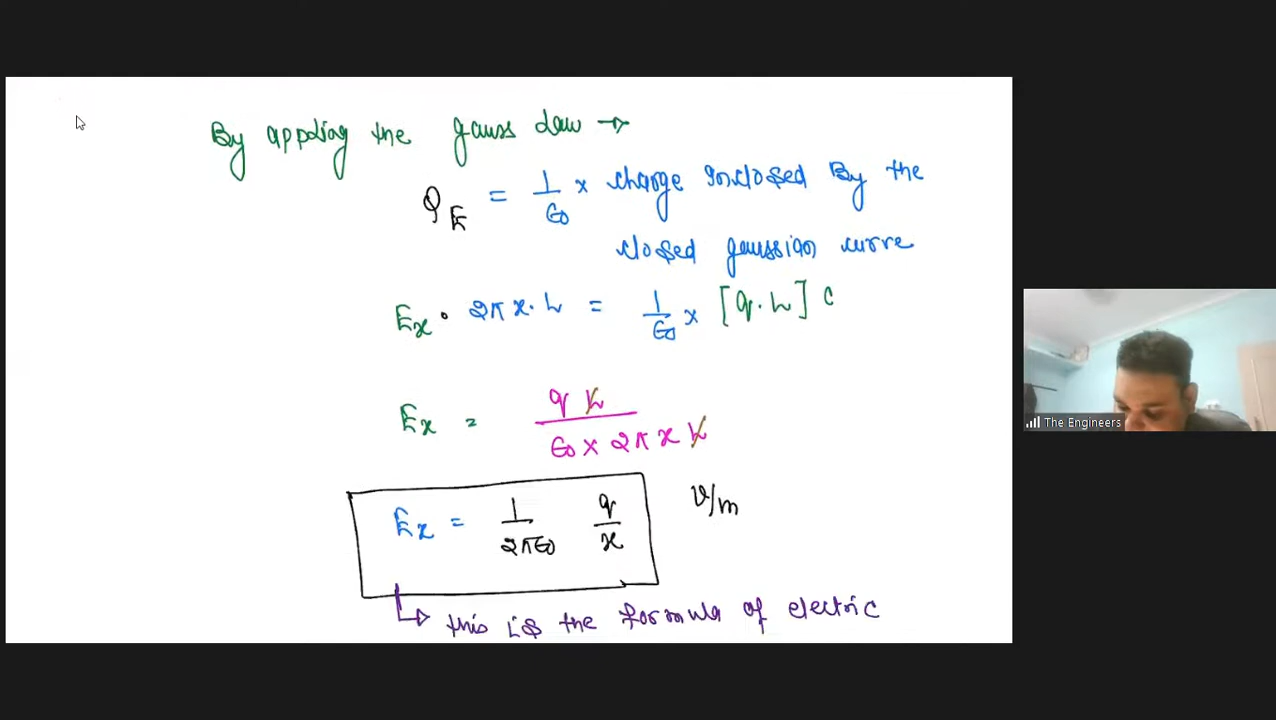 By appling the gauss law →
φE = 1/ϵ0 × charge inclosed By the
closed gaussian curve
Ex · 2πx·L = 1/ϵ0 × [q·L] C
Ex = q L / ϵ0 × 2π x L
Ex = 1/2πϵ0 q/x V/m
↳ this is the formula of electric
The Engineers